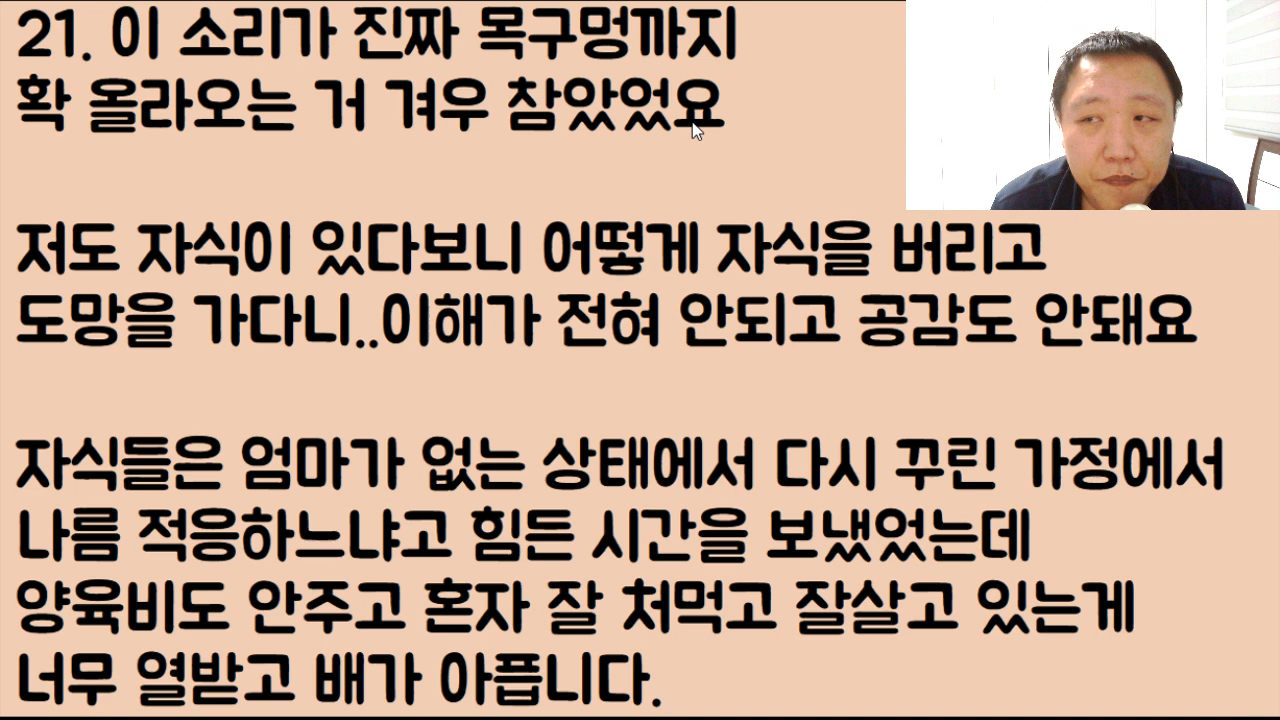 21. 이 소리가 진짜 목구멍까지
확 올라오는 거 겨우 참았었요
저도 자식이 있다보니 어떻게 자식을 버리고
도망을 가다니..이해가 전혀 안되고 공감도 안돼요
자식들은 엄마가 없는 상태에서 다시 꾸린 가정에서
나름 적응하느냐고 힘든 시간을 보냈었는데
양육비도 안주고 혼자 잘 처먹고 잘살고 있는게
너무 열받고 배가 아픕니다.